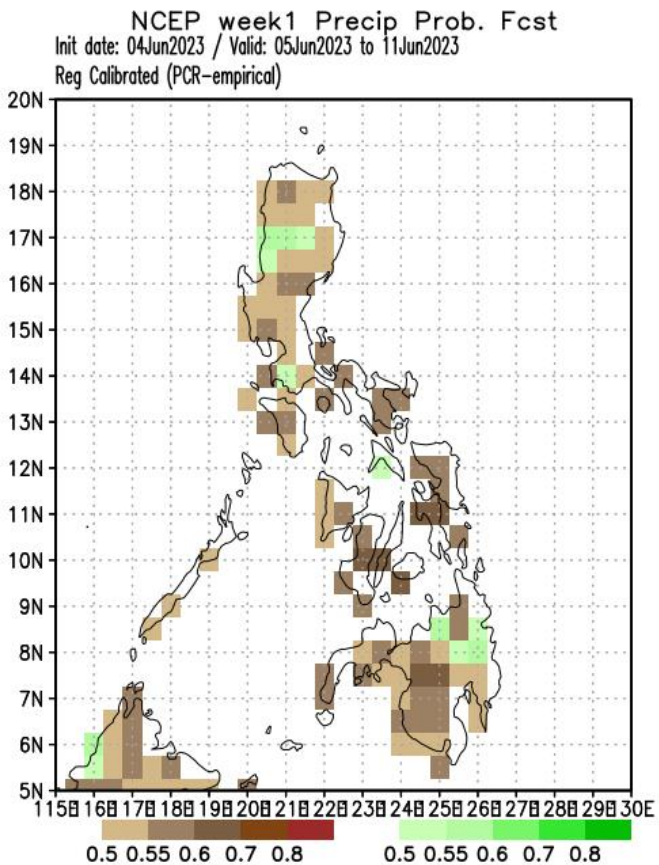 NCEP week1 Precip Prob. Fcst
Init date: 04Jun2023 / Valid: 05Jun2023 to 11Jun2023
Reg Calibrated (PCR-empirical)
20N
19N
18N
17N
16N
15N
14N
13N
12N
11N
10N
9N
8N
7N
6N
5N
115E 116E 117E 118E 119E 120E 121E 122E 123E 124E 125E 126E 127E 128E 129E 130E
0.5 0.55 0.6 0.7 0.8 0.5 0.55 0.6 0.7 0.8